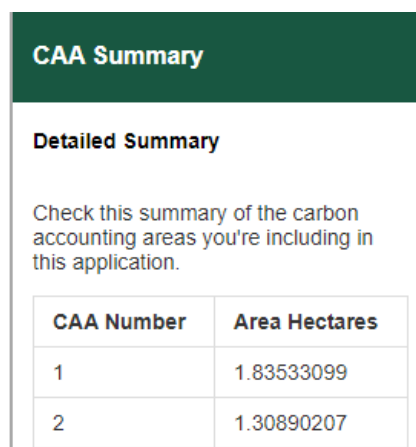 CAA Summary
Detailed Summary
Check this summary of the carbon
accounting areas you're including in
this application.
CAA Number Area Hectares
1 1.83533099
2 1.30890207